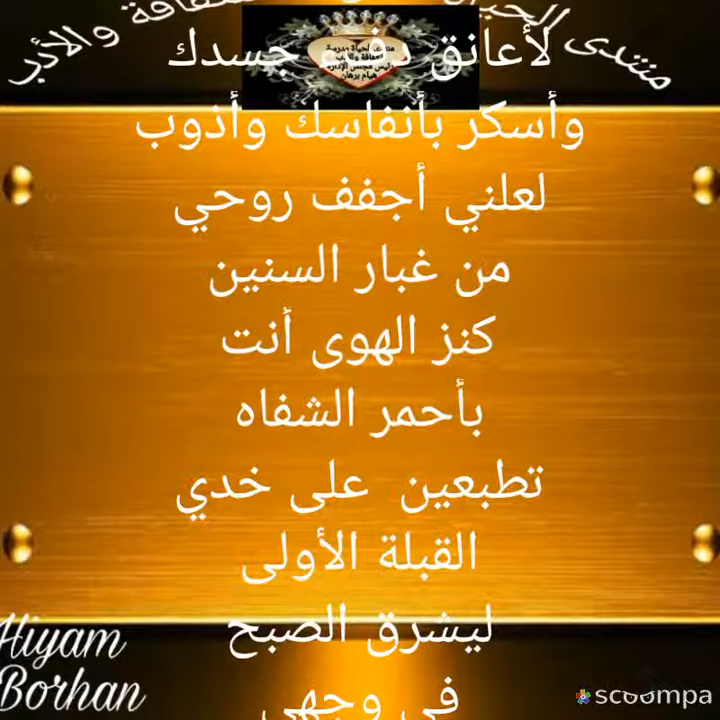 لأعانق دفء جسدك
وأسكر بأنفاسك وأذوب
لعلني أجفف روحي
من غبار السنين
كنز الهوى أنت
بأحمر الشفاه
تطبعين على خدي
القبلة الأولى
ليشرق الصبح
في وجهي
Hiyam
Borhan
scoompa